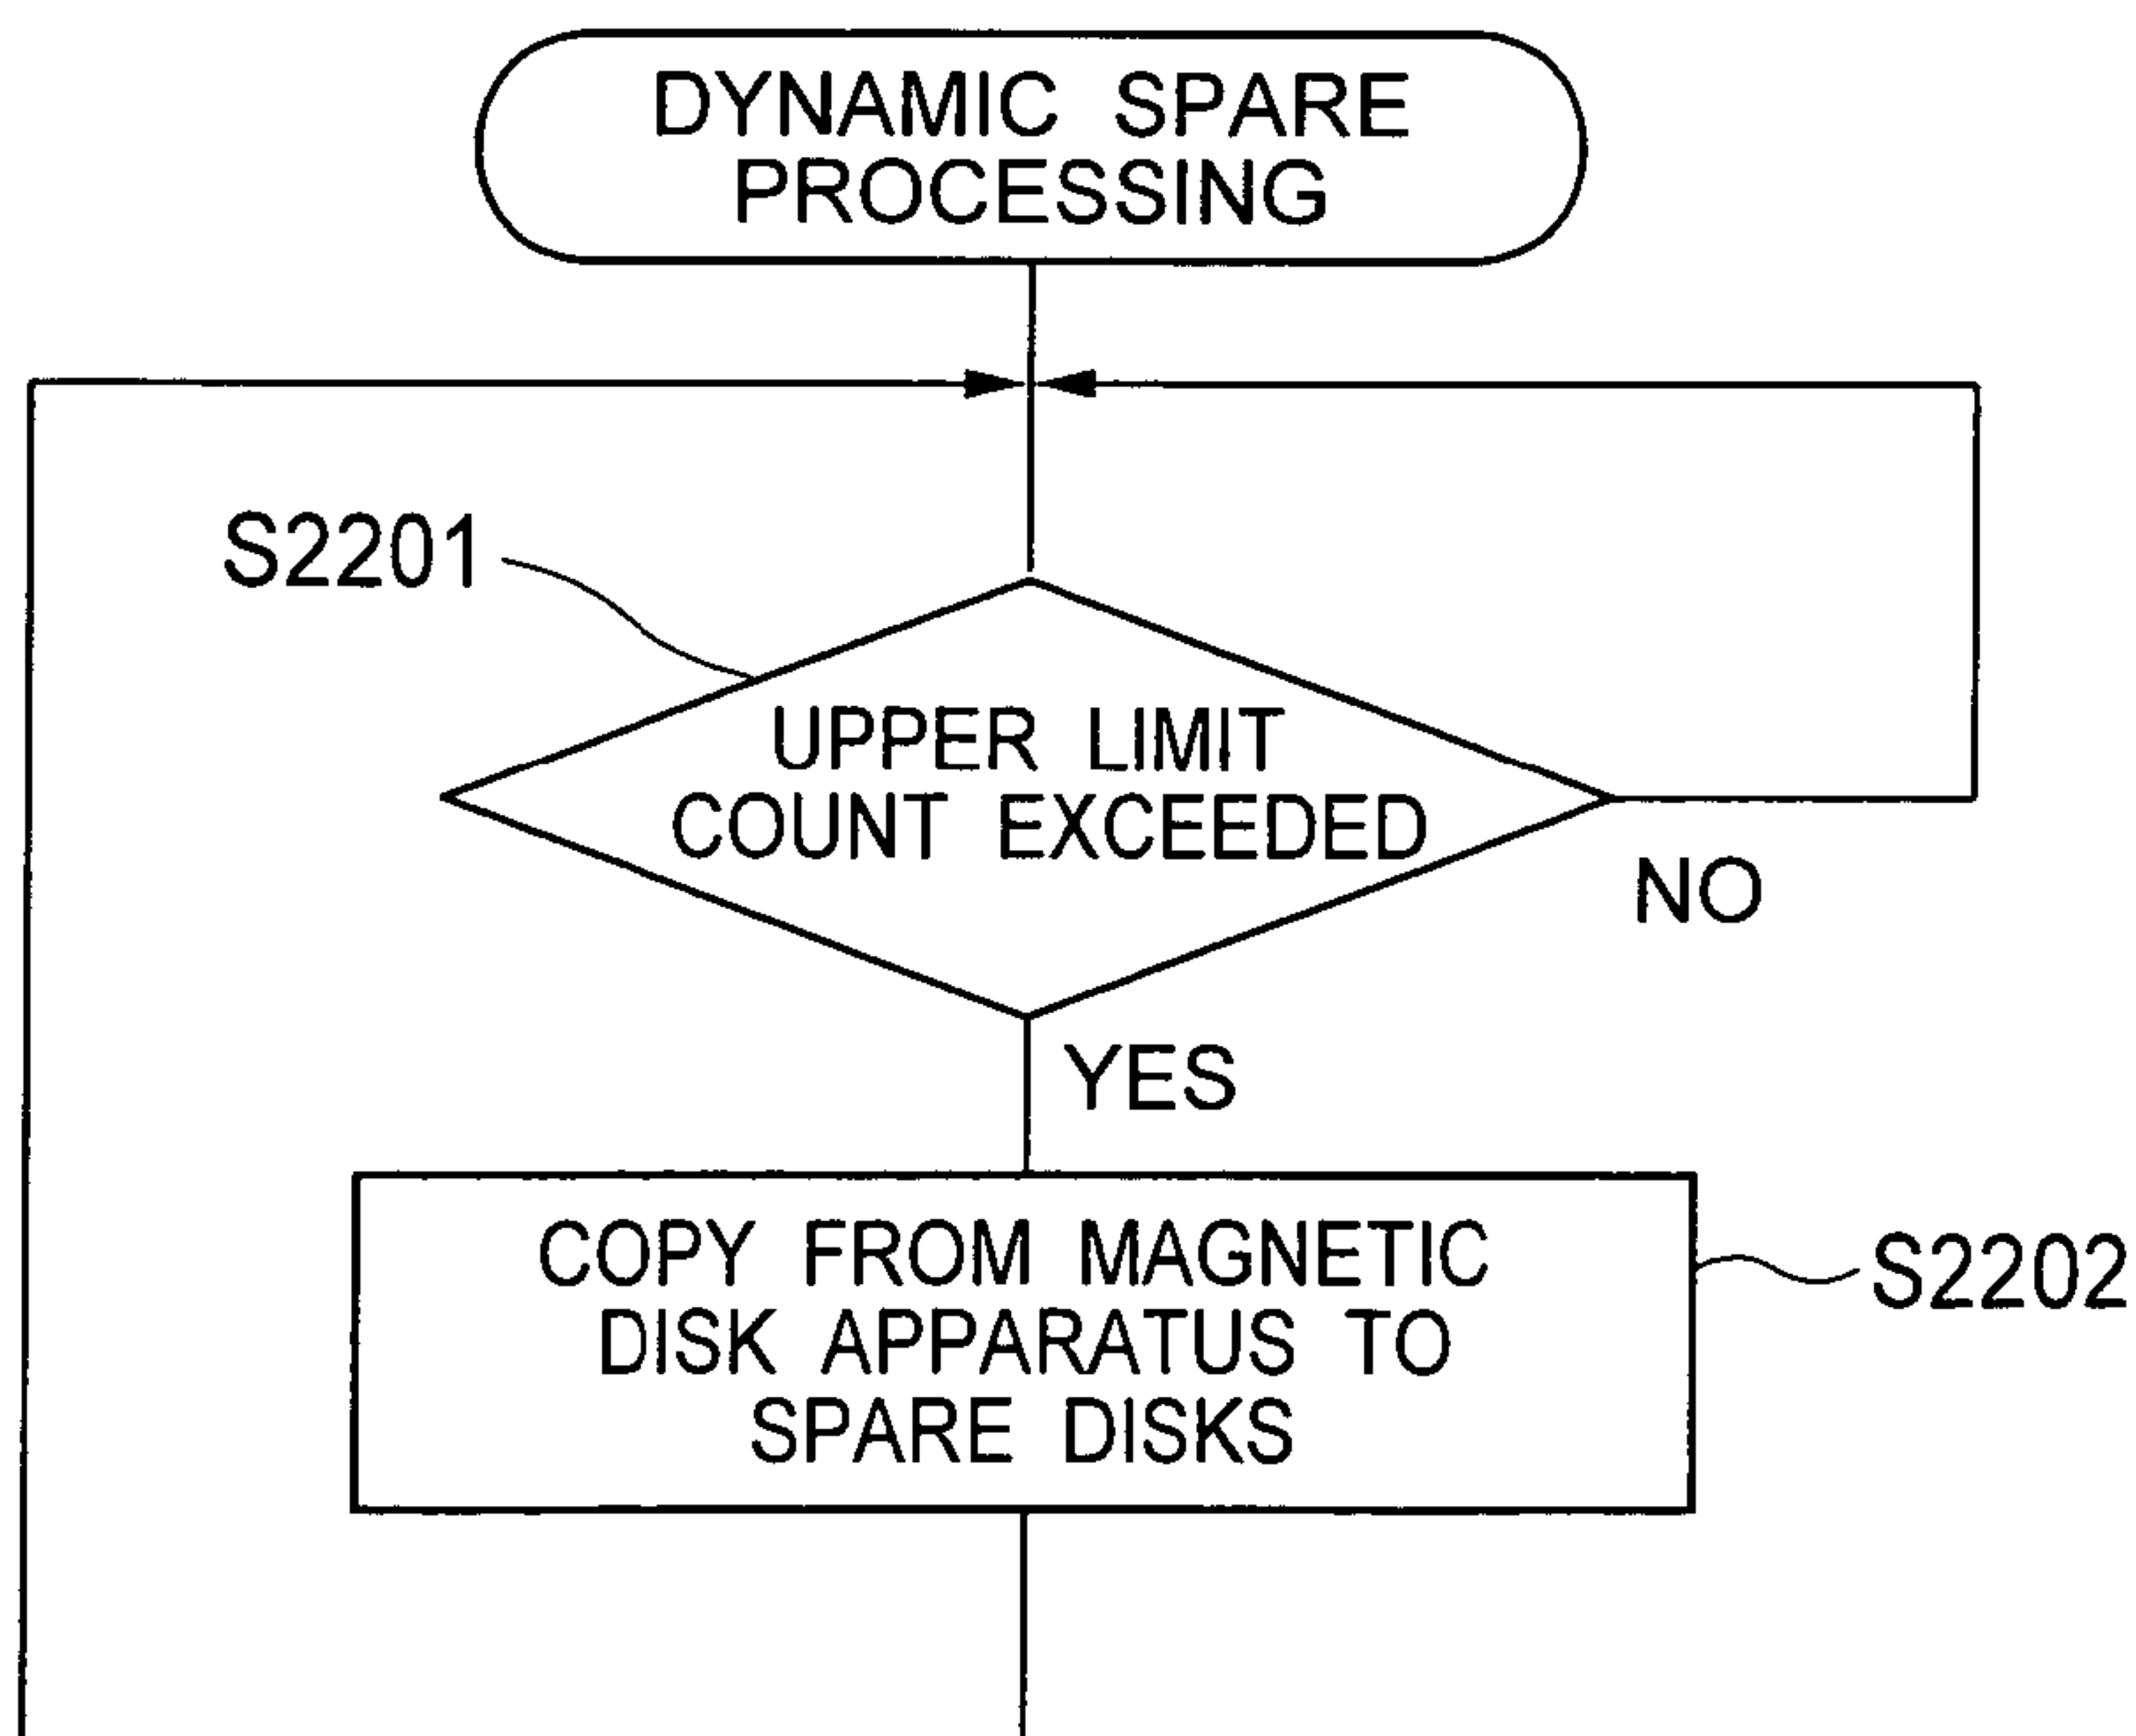 DYNAMIC SPARE
PROCESSING
S2201
UPPER LIMIT
COUNT EXCEEDED
NO
YES
COPY FROM MAGNETIC
DISK APPARATUS TO
SPARE DISKS
S2202